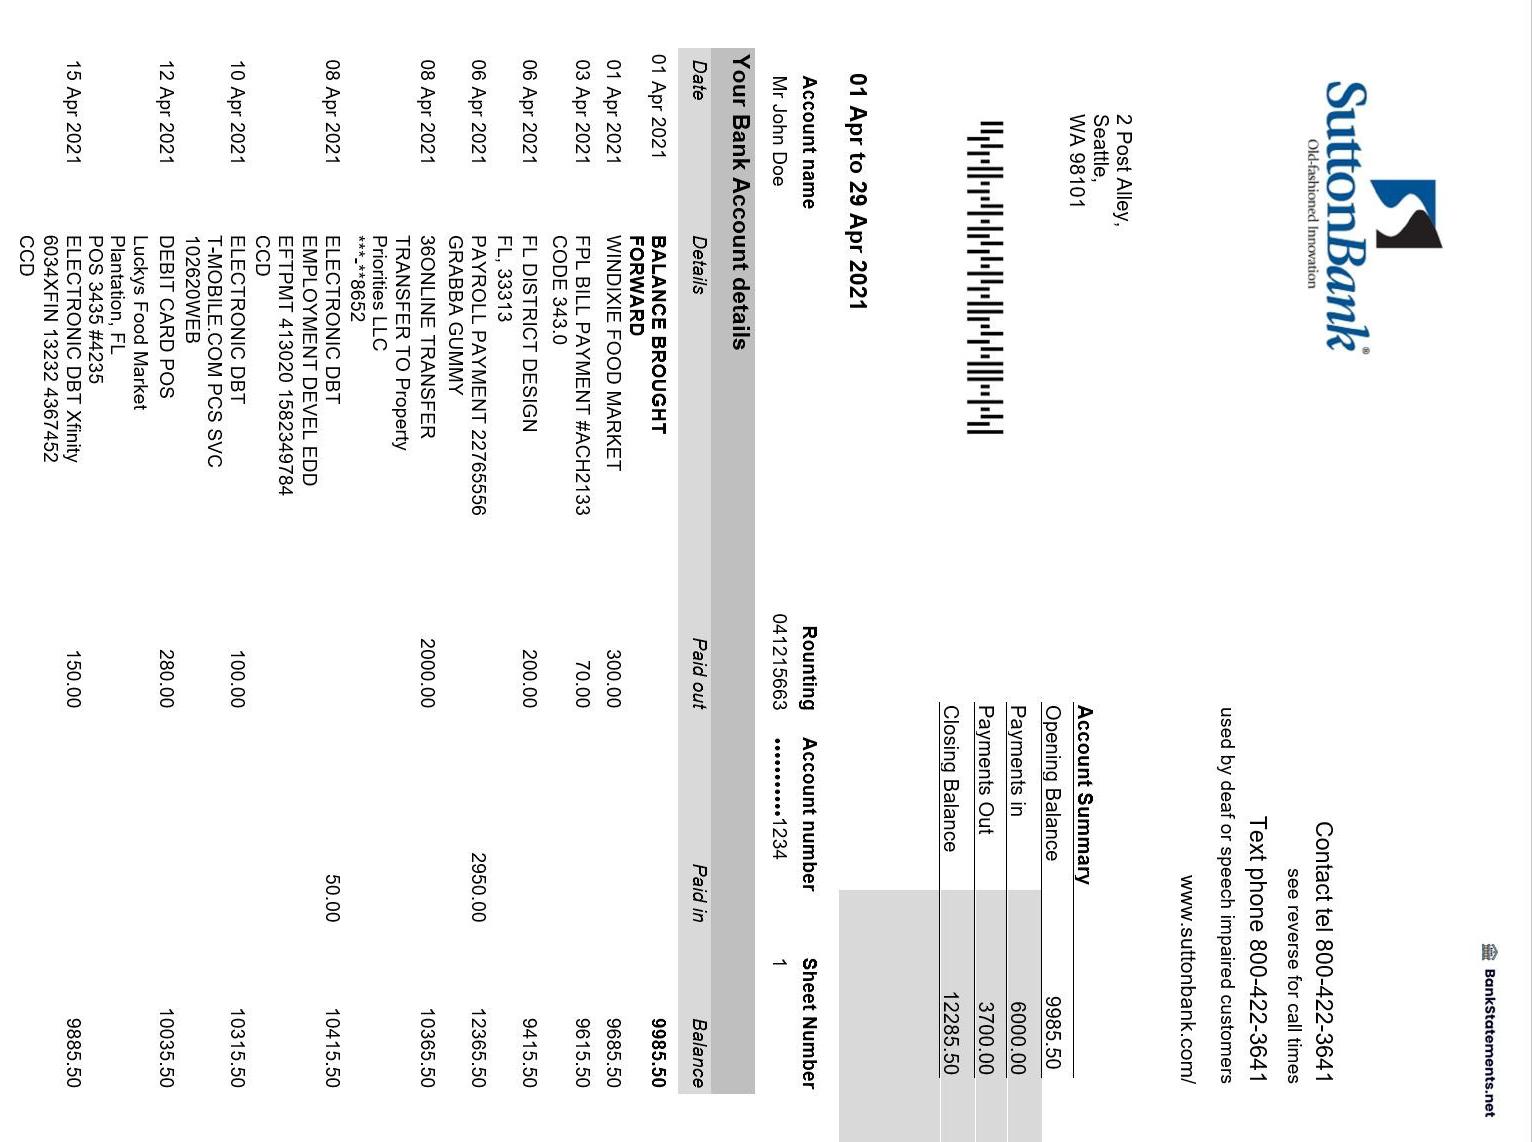 BankStatements.net
SuttonBank®
Old-fashioned Innovation
Contact tel 800-422-3641
see reverse for call times
Text phone 800-422-3641
used by deaf or speech impaired customers
www.suttonbank.com/
2 Post Alley,
Seattle,
WA 98101
Account Summary
Opening Balance 9985.50
Payments in 6000.00
Payments Out 3700.00
Closing Balance 12285.50
01 Apr to 29 Apr 2021
Account name Rounting Account number Sheet Number
Mr John Doe 041215663 ••••••••••1234 1
Your Bank Account details
Date Details Paid out Paid in Balance
01 Apr 2021 BALANCE BROUGHT 9985.50
FORWARD
01 Apr 2021 WINDIXIE FOOD MARKET 300.00 9685.50
03 Apr 2021 FPL BILL PAYMENT #ACH2133 70.00 9615.50
CODE 343.0
06 Apr 2021 FL DISTRICT DESIGN 200.00 9415.50
FL, 33313
06 Apr 2021 PAYROLL PAYMENT 22765556 2950.00 12365.50
GRABBA GUMMY
08 Apr 2021 36ONLINE TRANSFER 2000.00 10365.50
TRANSFER TO Property
Priorities LLC
***-**8652
08 Apr 2021 ELECTRONIC DBT 50.00 10415.50
EMPLOYMENT DEVEL EDD
EFTPMT 413020 1582349784
CCD
10 Apr 2021 ELECTRONIC DBT 100.00 10315.50
T-MOBILE.COM PCS SVC
102620WEB
12 Apr 2021 DEBIT CARD POS 280.00 10035.50
Luckys Food Market
Plantation, FL
POS 3435 #4235
15 Apr 2021 ELECTRONIC DBT Xfinity 150.00 9885.50
6034XFIN 13232 4367452
CCD